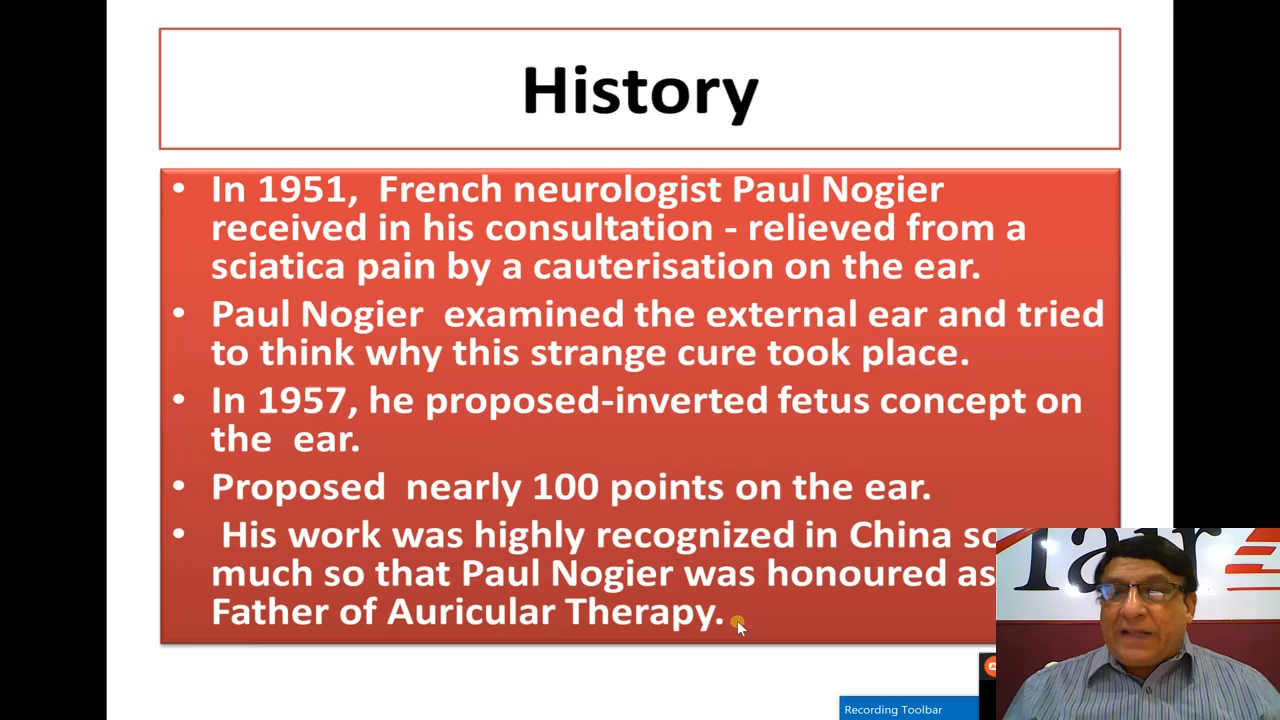 History
• In 1951,  French neurologist Paul Nogier
received in his consultation - relieved from a
sciatica pain by a cauterisation on the ear.
• Paul Nogier  examined the external ear and tried
to think why this strange cure took place.
• In 1957, he proposed-inverted fetus concept on
the  ear.
• Proposed  nearly 100 points on the ear.
•  His work was highly recognized in China so
much so that Paul Nogier was honoured as
Father of Auricular Therapy.
Recording Toolbar